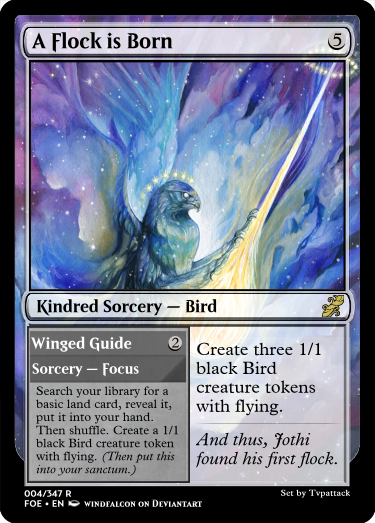 A Flock is Born 5
Kindred Sorcery — Bird
Winged Guide 2
Sorcery — Focus
Search your library for a
basic land card, reveal it,
put it into your hand.
Then shuffle. Create a 1/1
black Bird creature token
with flying. (Then put this
into your sanctum.)
Create three 1/1
black Bird
creature tokens
with flying.
And thus, Jothi
found his first flock.
004/347 R
FOE • EN WINDFALCON ON DEVIANTART
Set by Tvpattack